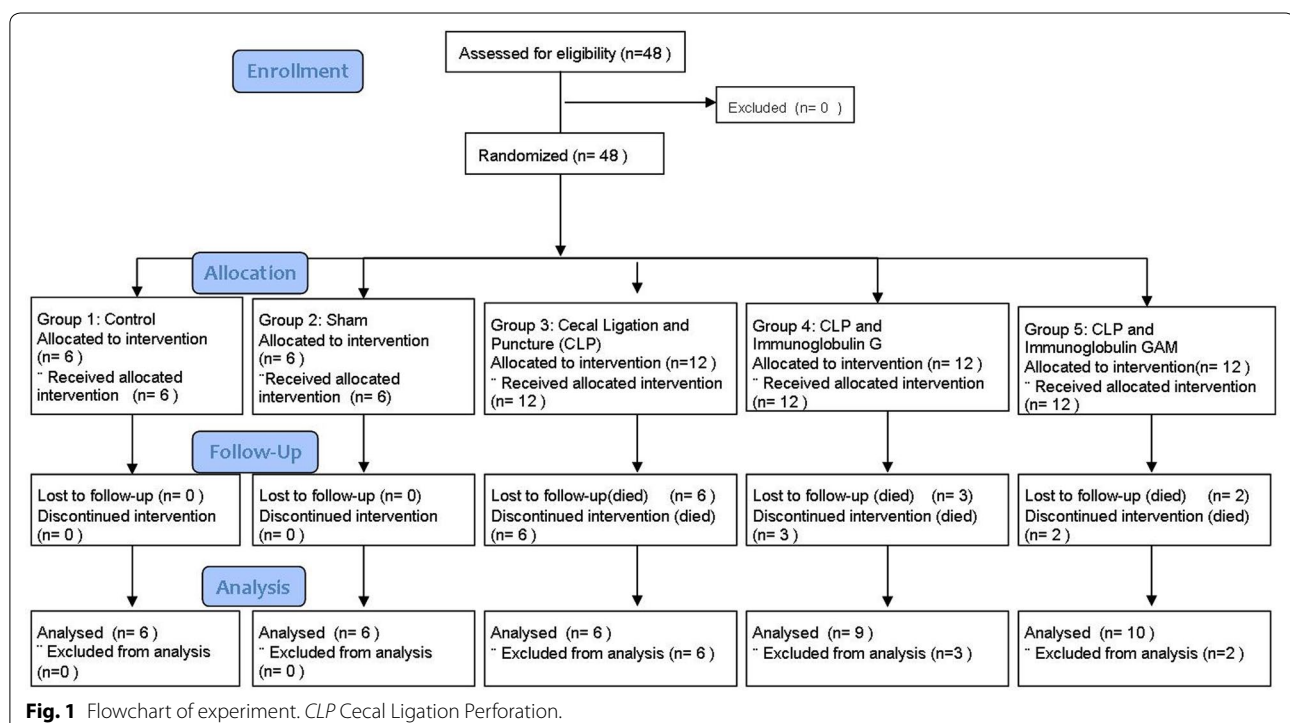 Enrollment
Assessed for eligibility (n=48 )
Excluded (n= 0 )
Randomized (n= 48 )
Allocation
Group 1: Control
Allocated to intervention
(n= 6 )
¨ Received allocated
intervention (n= 6 )
Group 2: Sham
Allocated to intervention
(n= 6 )
¨Received allocated
intervention (n= 6)
Group 3: Cecal Ligation and
Puncture (CLP)
Allocated to intervention (n=12 )
¨ Received allocated intervention
(n= 12 )
Group 4: CLP and
Immunoglobulin G
Allocated to intervention (n= 12 )
¨ Received allocated intervention
(n= 12 )
Group 5: CLP and
Immunoglobulin GAM
Allocated to intervention(n= 12 )
¨ Received allocated intervention
(n= 12 )
Follow-Up
Lost to follow-up (n= 0 )
Discontinued intervention
(n= 0 )
Lost to follow-up (n= 0)
Discontinued intervention
(n= 0 )
Lost to follow-up(died) (n= 6 )
Discontinued intervention (died)
(n= 6 )
Lost to follow-up (died) (n= 3 )
Discontinued intervention (died)
(n= 3 )
Lost to follow-up (died) (n= 2 )
Discontinued intervention (died)
(n= 2 )
Analysis
Analysed (n= 6 )
¨ Excluded from analysis
(n=0 )
Analysed (n= 6 )
¨ Excluded from analysis
(n= 0 )
Analysed (n= 6 )
¨ Excluded from analysis (n= 6 )
Analysed (n= 9 )
¨ Excluded from analysis (n=3 )
Analysed (n= 10 )
¨ Excluded from analysis (n=2 )
Fig. 1 Flowchart of experiment. CLP Cecal Ligation Perforation.